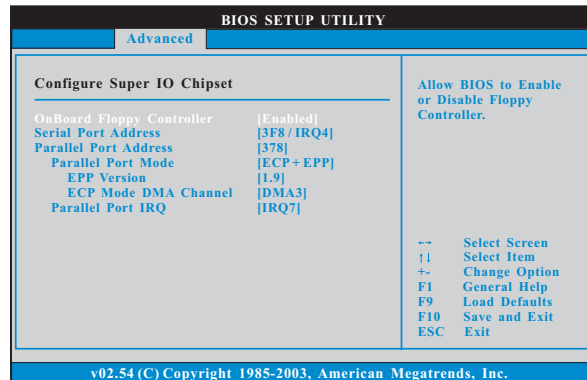 BIOS SETUP UTILITY
Advanced
Configure Super IO Chipset
OnBoard Floppy Controller [Enabled]
Serial Port Address [3F8 / IRQ4]
Parallel Port Address [378]
Parallel Port Mode [ECP + EPP]
EPP Version [1.9]
ECP Mode DMA Channel [DMA3]
Parallel Port IRQ [IRQ7]
Allow BIOS to Enable
or Disable Floppy
Controller.
←→ Select Screen
↑↓ Select Item
+- Change Option
F1 General Help
F9 Load Defaults
F10 Save and Exit
ESC Exit
v02.54 (C) Copyright 1985-2003, American Megatrends, Inc.